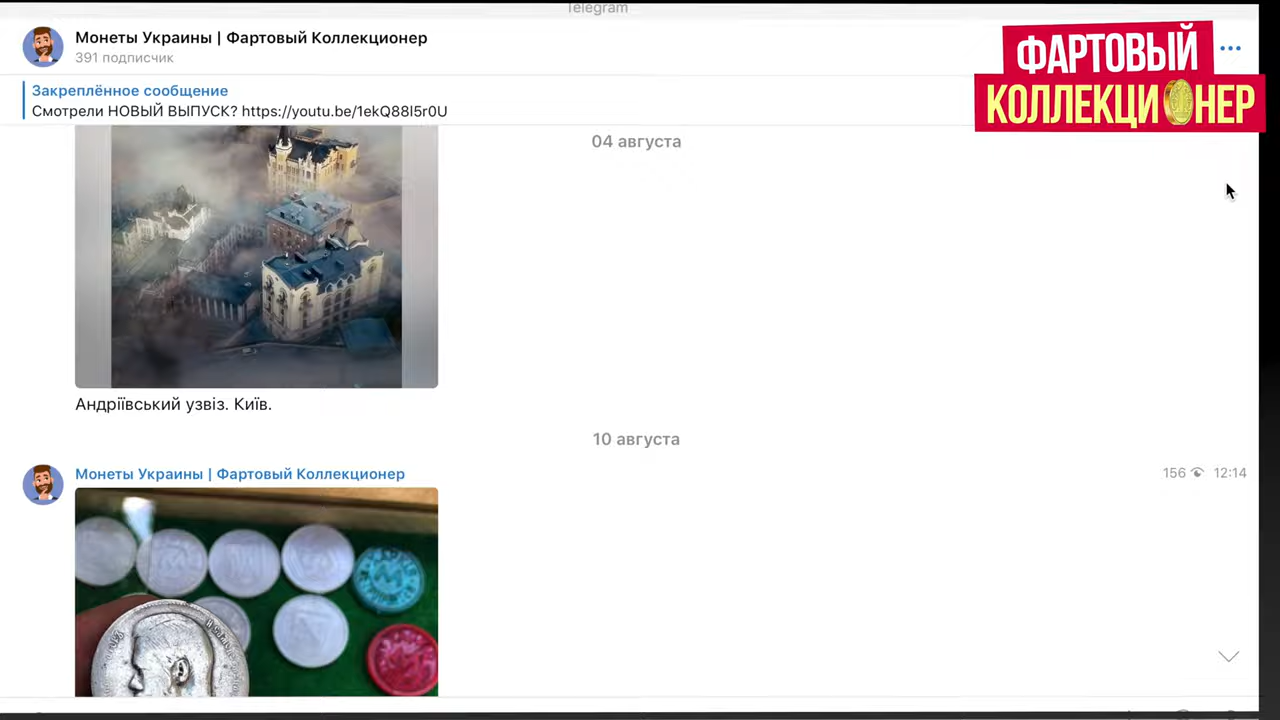 Telegram
Монеты Украины | Фартовый Коллекционер
391 подписчик
ФАРТОВЫЙ
КОЛЛЕКЦИОНЕР
Закреплённое сообщение
Смотрели НОВЫЙ ВЫПУСК? https://youtu.be/1ekQ88I5r0U
04 августа
Андріївський узвіз. Київ.
10 августа
Монеты Украины | Фартовый Коллекционер
156 12:14